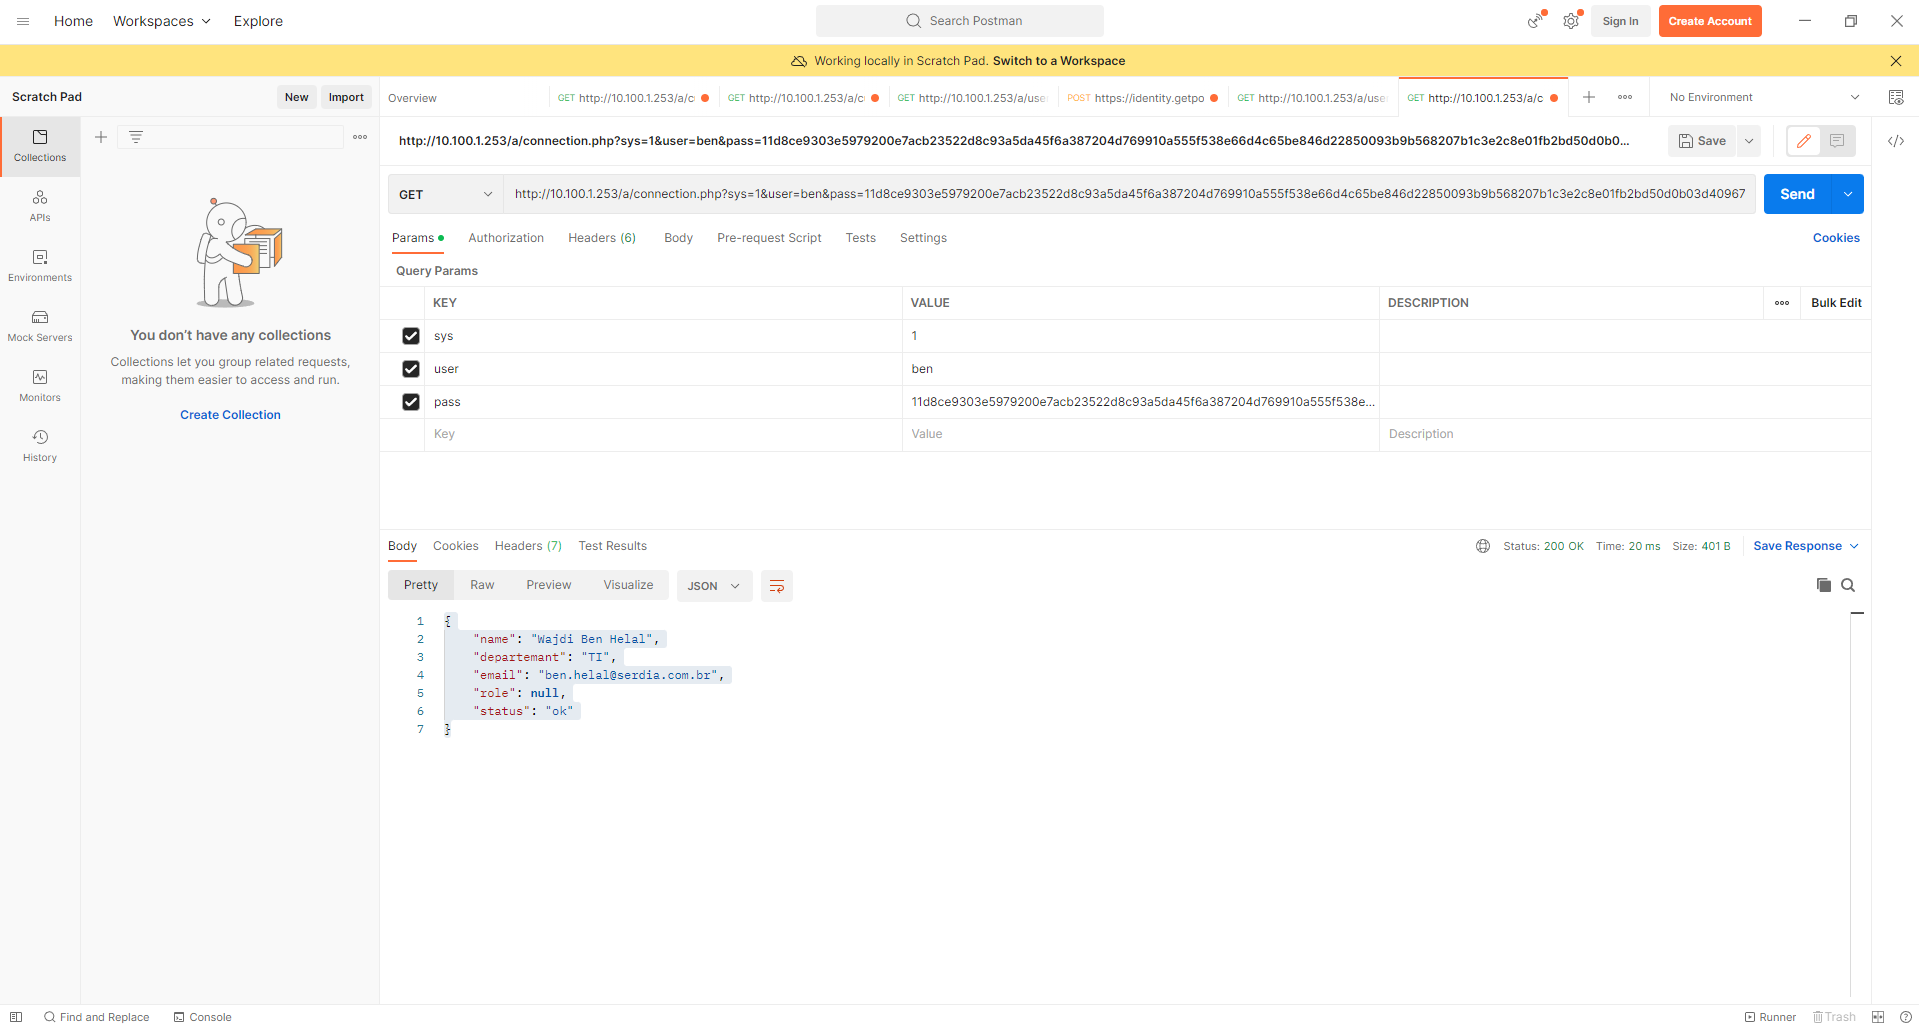 Home Workspaces Explore Search Postman Sign In Create Account
Working locally in Scratch Pad. Switch to a Workspace
Scratch Pad New Import
Overview GET http://10.100.1.253/a/c GET http://10.100.1.253/a/c GET http://10.100.1.253/a/use POST https://identity.getpo GET http://10.100.1.253/a/use GET http://10.100.1.253/a/c No Environment
http://10.100.1.253/a/connection.php?sys=1&user=ben&pass=11d8ce9303e5979200e7acb23522d8c93a5da45f6a387204d769910a555f538e66d4c65be846d22850093b9b568207b1c3e2c8e01fb2bd50d0b0... Save
GET http://10.100.1.253/a/connection.php?sys=1&user=ben&pass=11d8ce9303e5979200e7acb23522d8c93a5da45f6a387204d769910a555f538e66d4c65be846d22850093b9b568207b1c3e2c8e01fb2bd50d0b03d40967 Send
Params Authorization Headers (6) Body Pre-request Script Tests Settings Cookies
Query Params
KEY VALUE DESCRIPTION Bulk Edit
sys 1
user ben
pass 11d8ce9303e5979200e7acb23522d8c93a5da45f6a387204d769910a555f538e...
Key Value Description
Collections
APIs
Environments
Mock Servers
Monitors
History
You don't have any collections
Collections let you group related requests,
making them easier to access and run.
Create Collection
Body Cookies Headers (7) Test Results Status: 200 OK Time: 20 ms Size: 401 B Save Response
Pretty Raw Preview Visualize JSON
1 {
2 "name": "Wajdi Ben Helal",
3 "departemant": "TI",
4 "email": "ben.helal@serdia.com.br",
5 "role": null,
6 "status": "ok"
7 }
Find and Replace Console Runner Trash